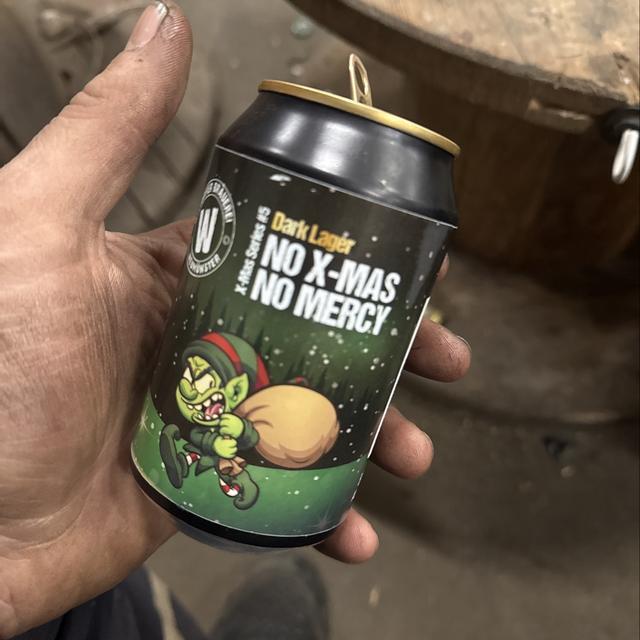 W
X-Mas Series #5
Dark Lager
NO X-MAS
NO MERCY